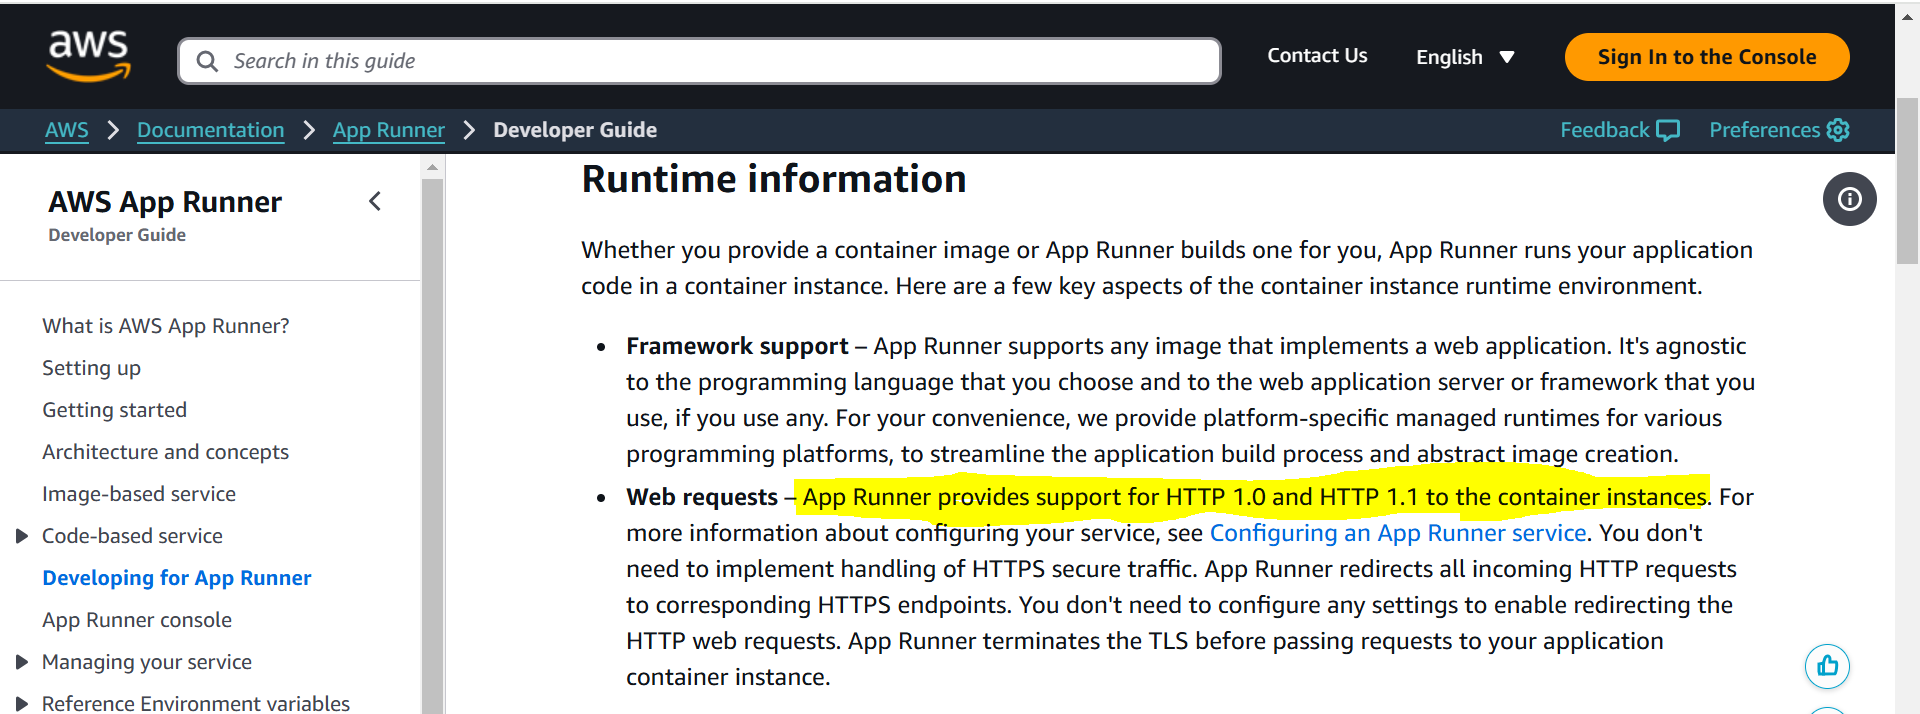 aws
Search in this guide
Contact Us
English
Sign In to the Console
AWS
Documentation
App Runner
Developer Guide
Feedback
Preferences
AWS App Runner
Developer Guide
What is AWS App Runner?
Setting up
Getting started
Architecture and concepts
Image-based service
Code-based service
Developing for App Runner
App Runner console
Managing your service
Reference Environment variables
Runtime information
Whether you provide a container image or App Runner builds one for you, App Runner runs your application
code in a container instance. Here are a few key aspects of the container instance runtime environment.
• Framework support – App Runner supports any image that implements a web application. It's agnostic
to the programming language that you choose and to the web application server or framework that you
use, if you use any. For your convenience, we provide platform-specific managed runtimes for various
programming platforms, to streamline the application build process and abstract image creation.
• Web requests – App Runner provides support for HTTP 1.0 and HTTP 1.1 to the container instances. For
more information about configuring your service, see Configuring an App Runner service. You don't
need to implement handling of HTTPS secure traffic. App Runner redirects all incoming HTTP requests
to corresponding HTTPS endpoints. You don't need to configure any settings to enable redirecting the
HTTP web requests. App Runner terminates the TLS before passing requests to your application
container instance.